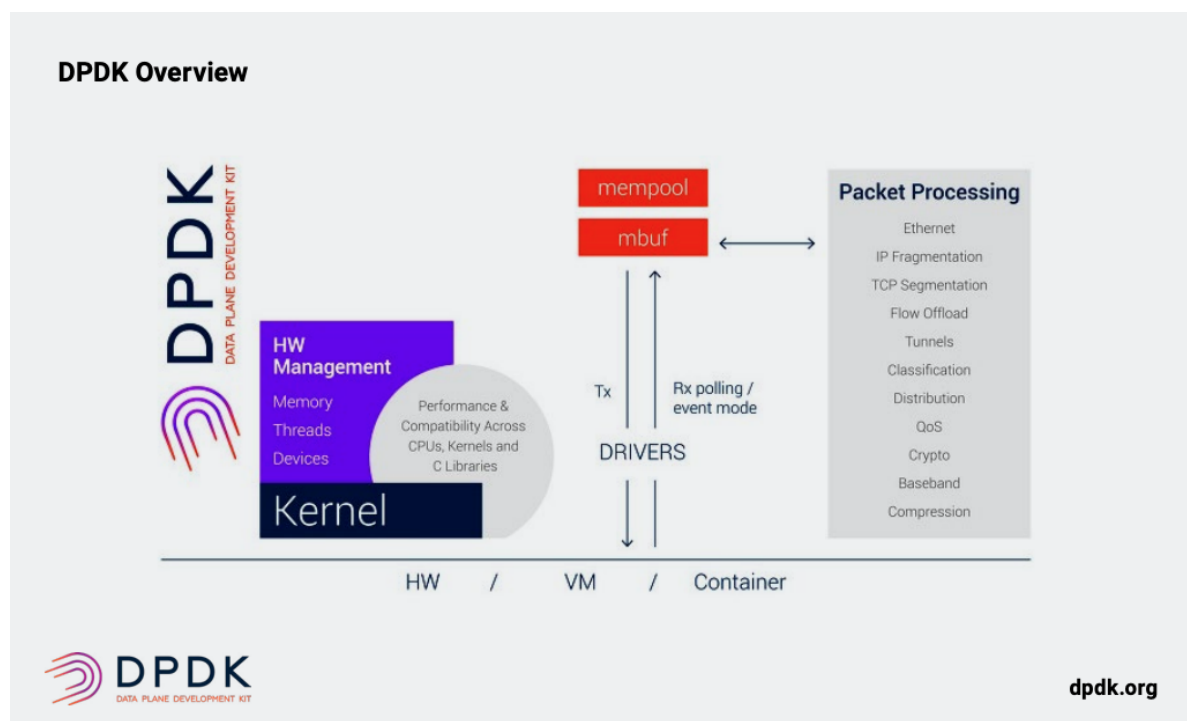 DPDK Overview
DPDK
DATA PLANE DEVELOPMENT KIT
HW
Management
Memory
Threads
Devices
Kernel
Performance &
Compatibility Across
CPUs, Kernels and
C Libraries
mempool
mbuf
Tx
Rx polling /
event mode
DRIVERS
Packet Processing
Ethernet
IP Fragmentation
TCP Segmentation
Flow Offload
Tunnels
Classification
Distribution
QoS
Crypto
Baseband
Compression
HW / VM / Container
DPDK
DATA PLANE DEVELOPMENT KIT
dpdk.org